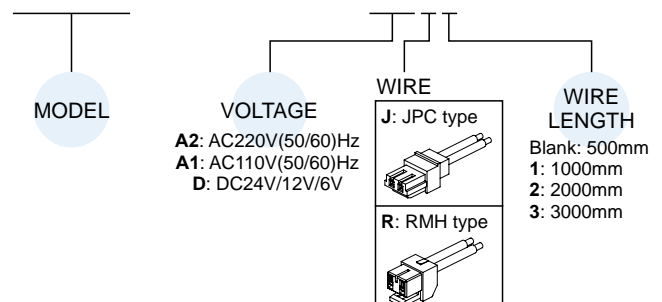 MODEL
VOLTAGE
A2: AC220V(50/60)Hz
A1: AC110V(50/60)Hz
D: DC24V/12V/6V
WIRE
J: JPC type
R: RMH type
WIRE
LENGTH
Blank: 500mm
1: 1000mm
2: 2000mm
3: 3000mm